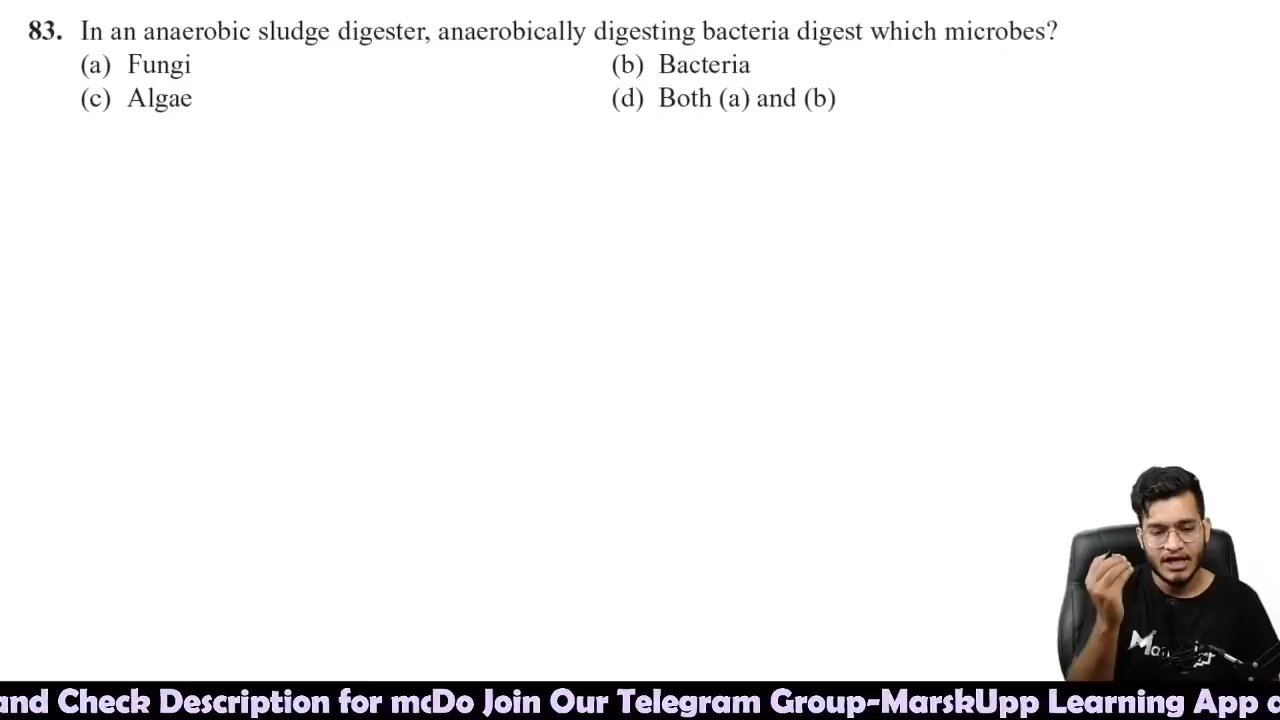 83. In an anaerobic sludge digester, anaerobically digesting bacteria digest which microbes?
(a) Fungi (b) Bacteria
(c) Algae (d) Both (a) and (b)
and Check Description for mcDo Join Our Telegram Group-MarskUpp Learning App